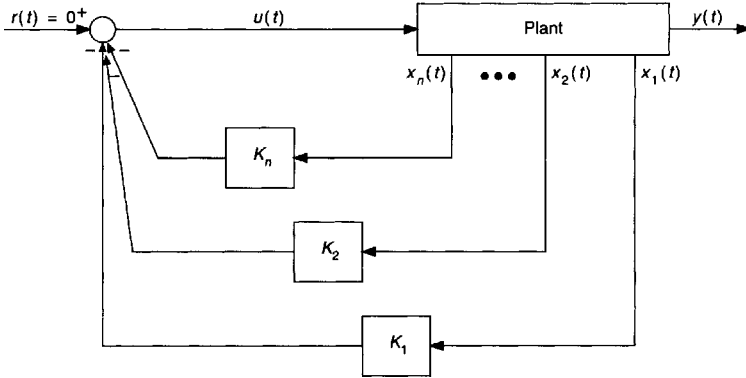 r(t) = 0 +
u(t)
Plant
y(t)
xₙ(t)
•••
x₂(t)
x₁(t)
– – –
Kₙ
K₂
K₁